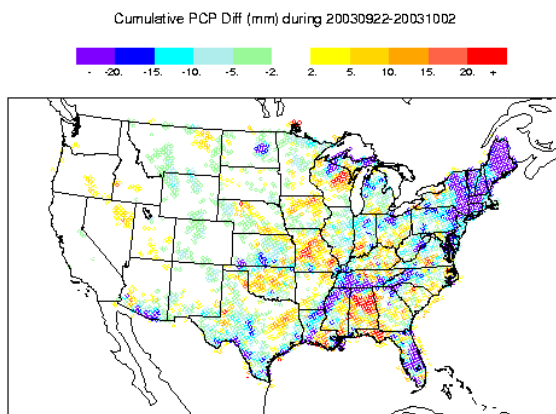 Cumulative PCP Diff (mm) during 20030922-20031002
- -20. -15. -10. -5. -2. 2. 5. 10. 15. 20. +